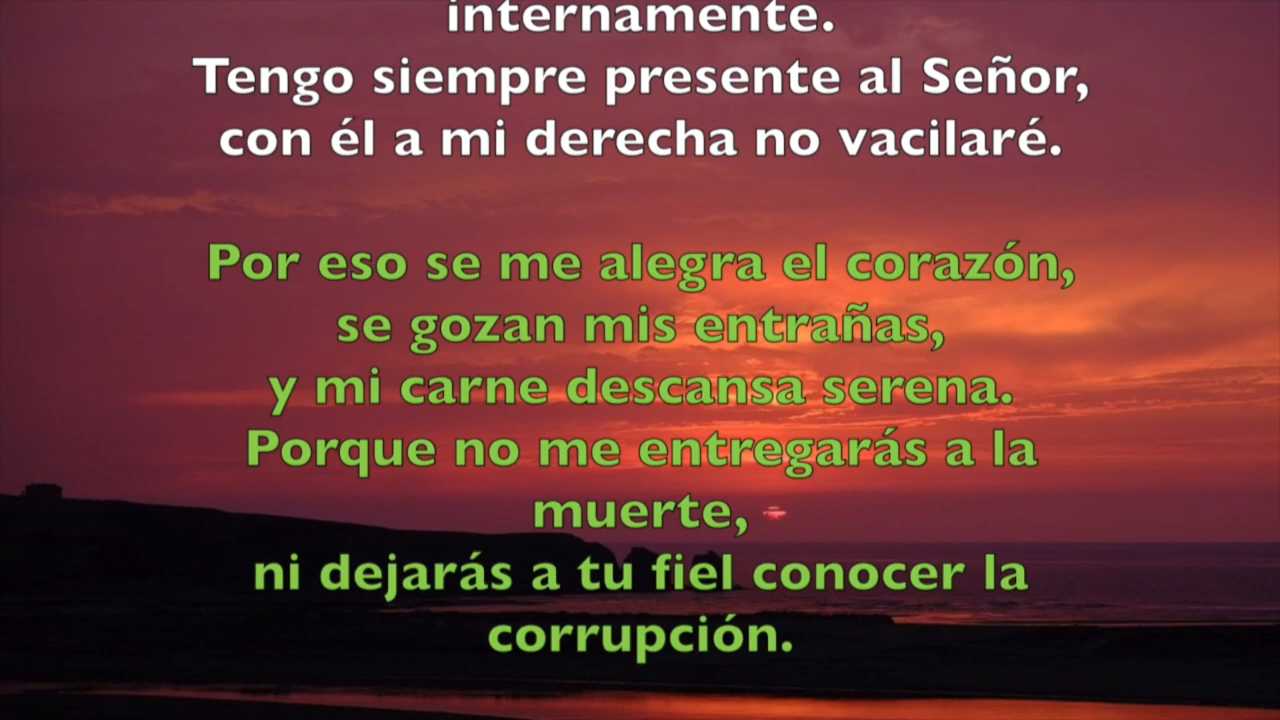 internamente.
Tengo siempre presente al Señor,
con él a mi derecha no vacilaré.
Por eso se me alegra el corazón,
se gozan mis entrañas,
y mi carne descansa serena.
Porque no me entregarás a la
muerte,
ni dejarás a tu fiel conocer la
corrupción.